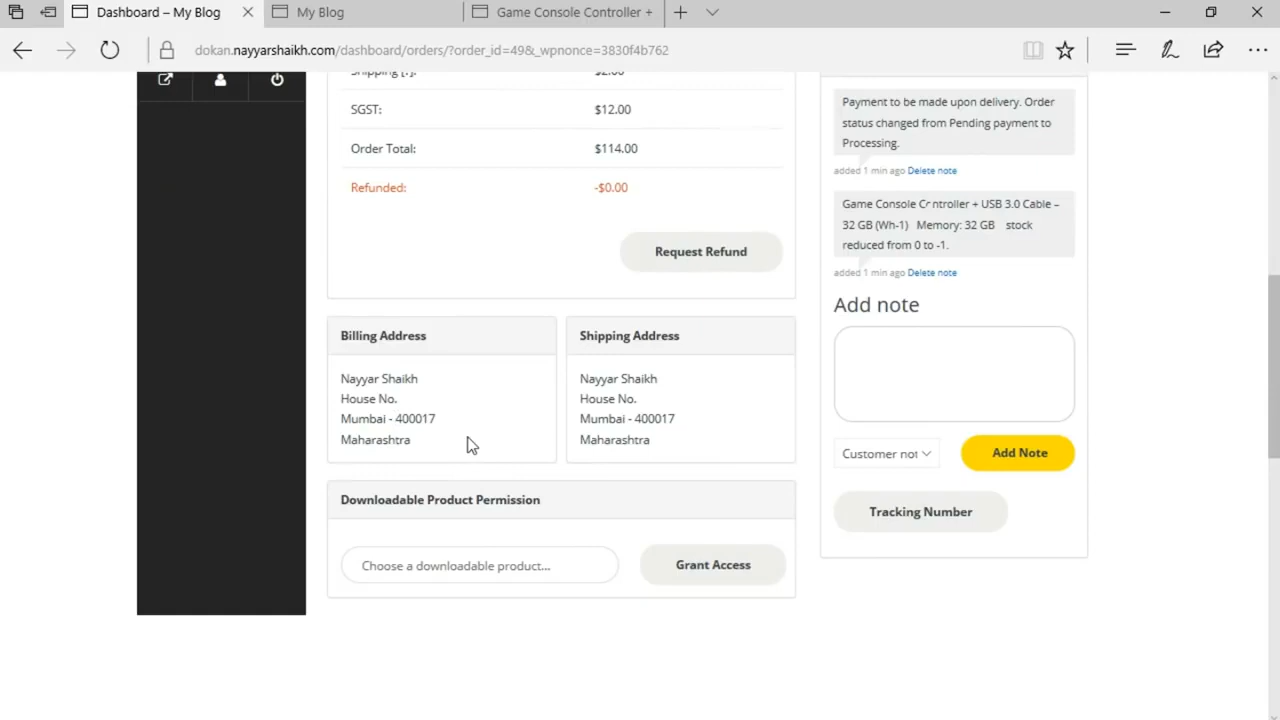 Dashboard – My Blog
My Blog
Game Console Controller +
dokan.nayyarshaikh.com/dashboard/orders/?order_id=49&_wpnonce=3830f4b762
$2.00
SGST:
$12.00
Order Total:
$114.00
Refunded:
-$0.00
Request Refund
Billing Address
Nayyar Shaikh
House No.
Mumbai - 400017
Maharashtra
Shipping Address
Nayyar Shaikh
House No.
Mumbai - 400017
Maharashtra
Downloadable Product Permission
Choose a downloadable product...
Grant Access
Payment to be made upon delivery. Order
status changed from Pending payment to
Processing.
added 1 min ago Delete note
Game Console Controller + USB 3.0 Cable –
32 GB (Wh-1) Memory: 32 GB stock
reduced from 0 to -1.
added 1 min ago Delete note
Add note
Customer not
Add Note
Tracking Number